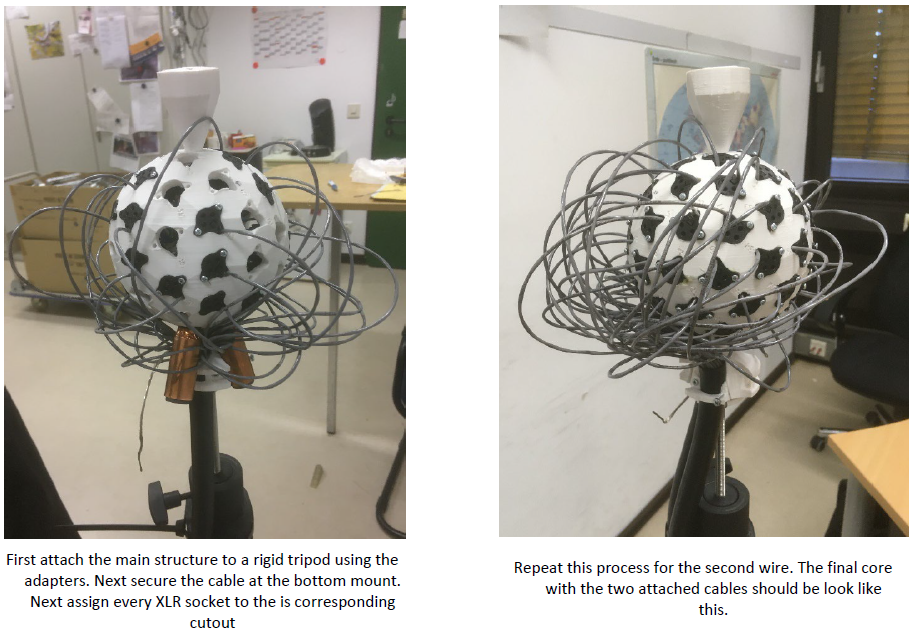 First attach the main structure to a rigid tripod using the
adapters. Next secure the cable at the bottom mount.
Next assign every XLR socket to the is corresponding
cutout
Repeat this process for the second wire. The final core
with the two attached cables should be look like
this.